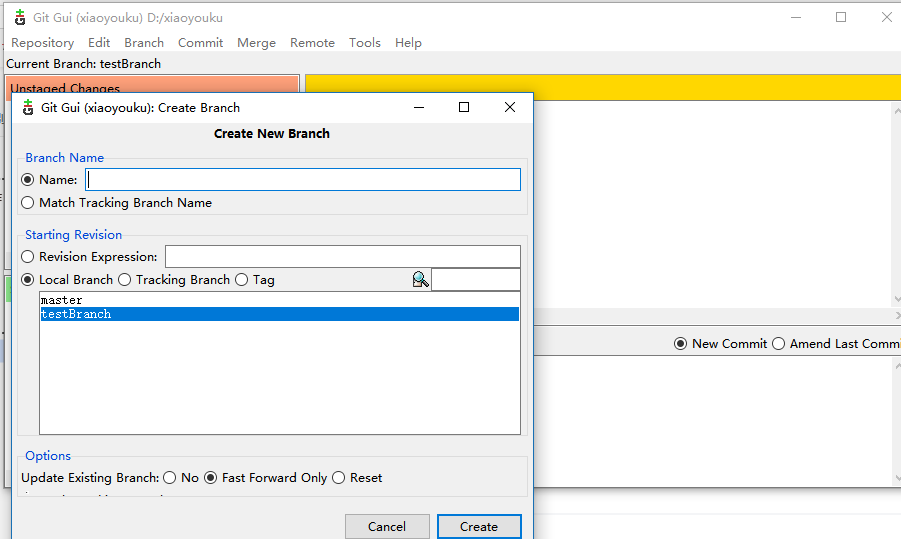 Git Gui (xiaoyouku) D:/xiaoyouku
Repository Edit Branch Commit Merge Remote Tools Help
Current Branch: testBranch
Unstaged Changes
Git Gui (xiaoyouku): Create Branch
Create New Branch
Branch Name
Name:
Match Tracking Branch Name
Starting Revision
Revision Expression:
Local Branch Tracking Branch Tag
master
testBranch
New Commit Amend Last Commi
Options
Update Existing Branch: No Fast Forward Only Reset
Cancel Create